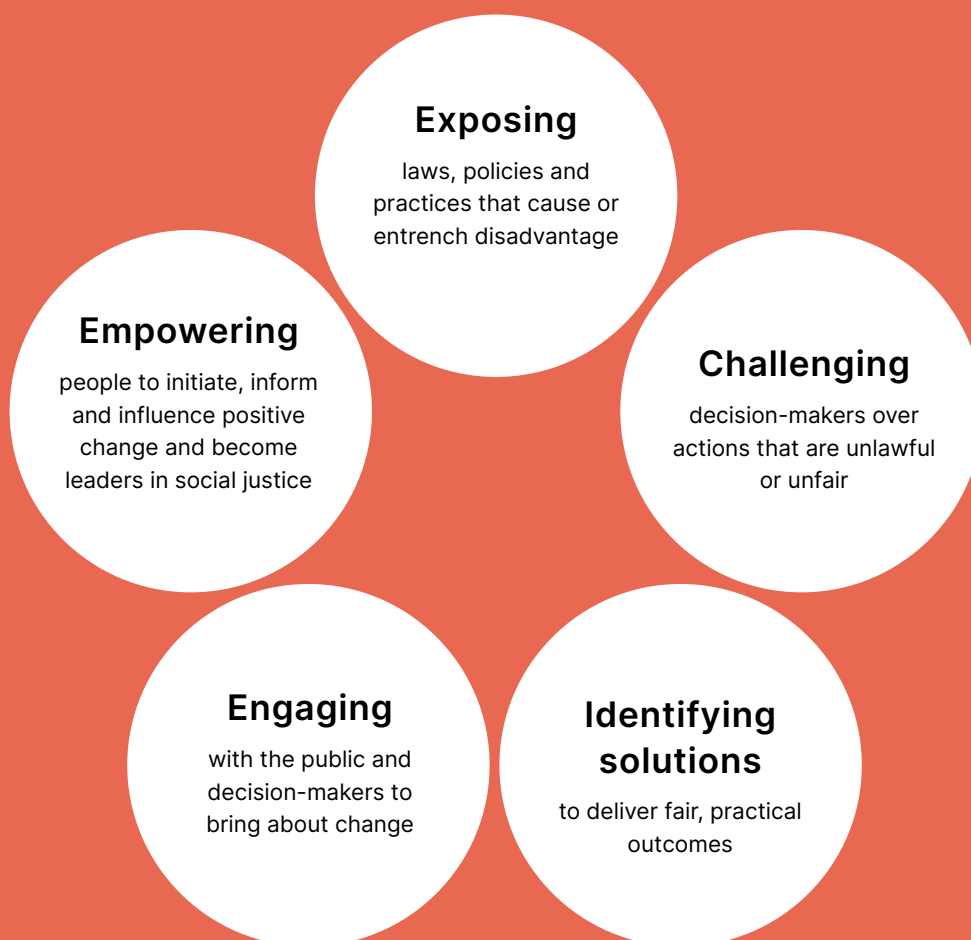 Exposing
laws, policies and
practices that cause or
entrench disadvantage
Challenging
decision-makers over
actions that are unlawful
or unfair
Identifying
solutions
to deliver fair, practical
outcomes
Engaging
with the public and
decision-makers to
bring about change
Empowering
people to initiate, inform
and influence positive
change and become
leaders in social justice